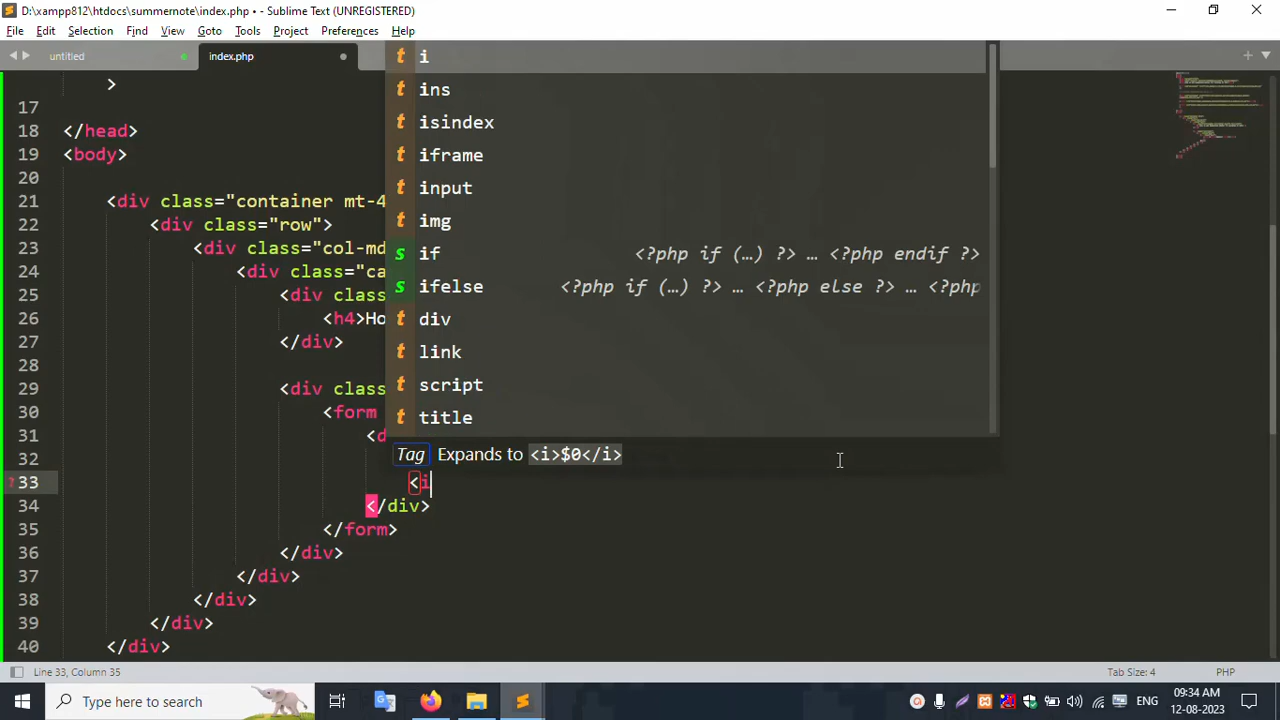 D:\xampp812\htdocs\summernote\index.php • - Sublime Text (UNREGISTERED)
File Edit Selection Find View Goto Tools Project Preferences Help
untitled index.php
>
17
18 </head>
19 <body>
20
21 <div class="container mt-4
22 <div class="row">
23 <div class="col-md
24 <div class="ca
25 <div class
26 <h4>Ho
27 </div>
28
29 <div class
30 <form
31 <d
32
33 <i
34 </div>
35 </form>
36 </div>
37 </div>
38 </div>
39 </div>
40 </div>
t i
t ins
t isindex
t iframe
t input
t img
s if <?php if (…) ?> … <?php endif ?>
s ifelse <?php if (…) ?> … <?php else ?> … <?php
t div
t link
t script
t title
Tag Expands to <i>$0</i>
Line 33, Column 35 Tab Size: 4 PHP
Type here to search
ENG
09:34 AM
12-08-2023